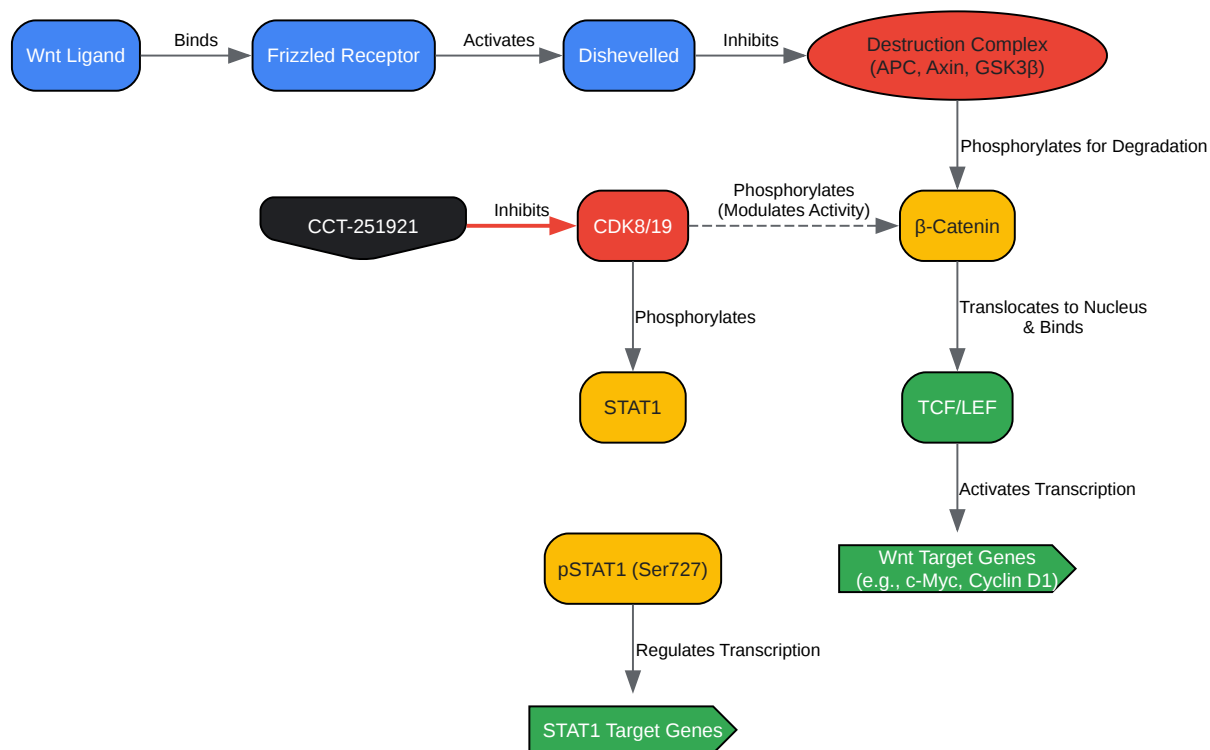 Wnt Ligand
Binds
Frizzled Receptor
Activates
Dishevelled
Inhibits
Destruction Complex
(APC, Axin, GSK3β)
Phosphorylates for Degradation
CCT-251921
Inhibits
CDK8/19
Phosphorylates
(Modulates Activity)
β-Catenin
Phosphorylates
Translocates to Nucleus
& Binds
STAT1
TCF/LEF
Activates Transcription
pSTAT1 (Ser727)
Wnt Target Genes
(e.g., c-Myc, Cyclin D1)
Regulates Transcription
STAT1 Target Genes